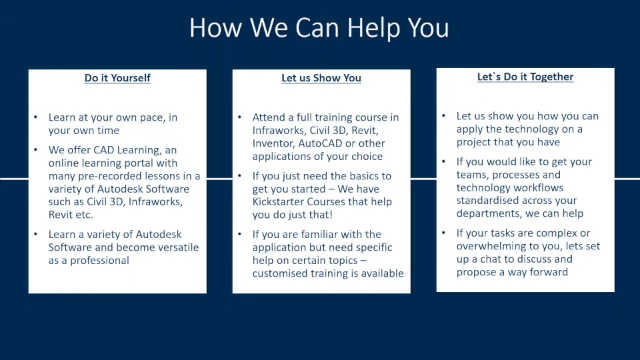 How We Can Help You
Do it Yourself
• Learn at your own pace, in
your own time
• We offer CAD Learning, an
online learning portal with
many pre-recorded lessons in a
variety of Autodesk Software
such as Civil 3D, Infraworks,
Revit etc.
• Learn a variety of Autodesk
Software and become versatile
as a professional
Let us Show You
• Attend a full training course in
Infraworks, Civil 3D, Revit,
Inventor, AutoCAD or other
applications of your choice
• If you just need the basics to
get you started – We have
Kickstarter Courses that help
you do just that!
• If you are familiar with the
application but need specific
help on certain topics –
customised training is available
Let`s Do it Together
• Let us show you how you can
apply the technology on a
project that you have
• If you would like to get your
teams, processes and
technology workflows
standardised across your
departments, we can help
• If your tasks are complex or
overwhelming to you, lets set
up a chat to discuss and
propose a way forward